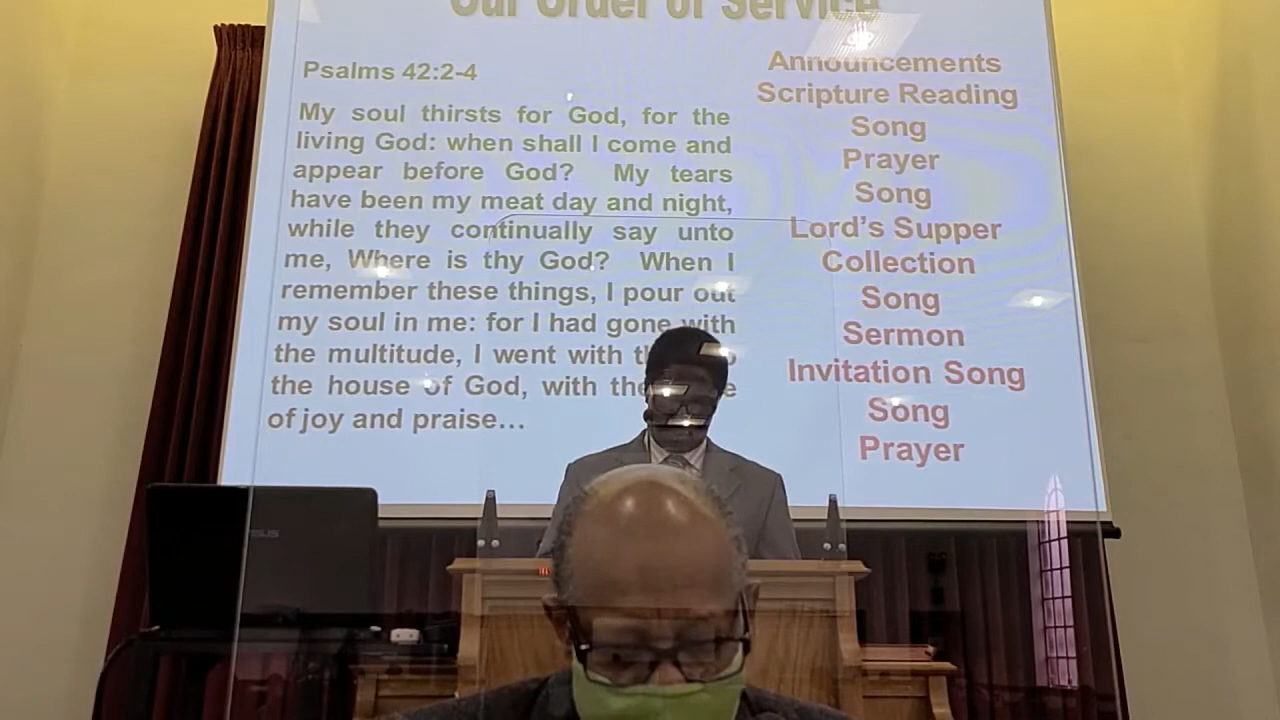 Our Order of Service
Psalms 42:2-4
My soul thirsts for God, for the
living God: when shall I come and
appear before God? My tears
have been my meat day and night,
while they continually say unto
me, Where is thy God? When I
remember these things, I pour out
my soul in me: for I had gone with
the multitude, I went with
the house of God, with the
of joy and praise...
Announcements
Scripture Reading
Song
Prayer
Song
Lord's Supper
Collection
Song
Sermon
Invitation Song
Song
Prayer